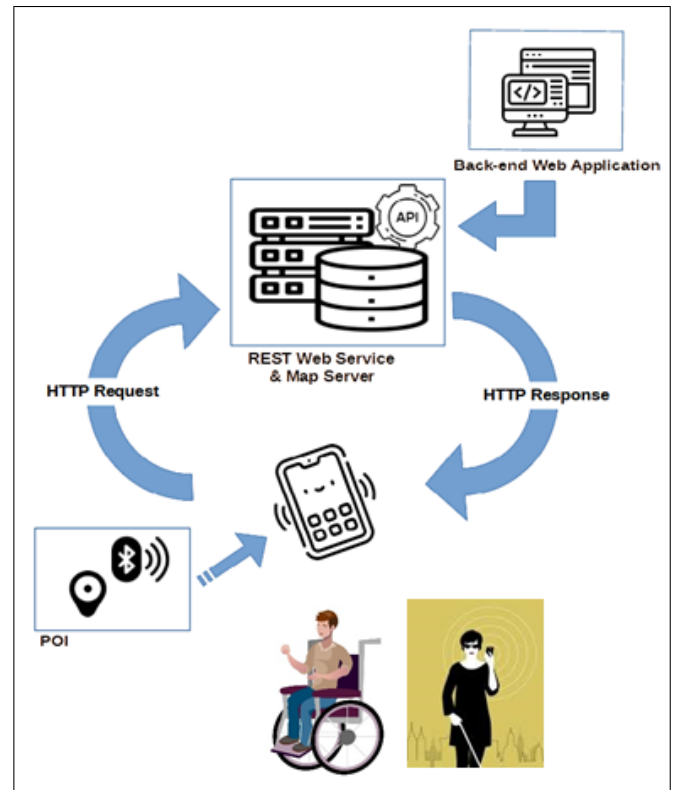 </>
Back-end Web Application
API
REST Web Service
& Map Server
HTTP Request
HTTP Response
POI